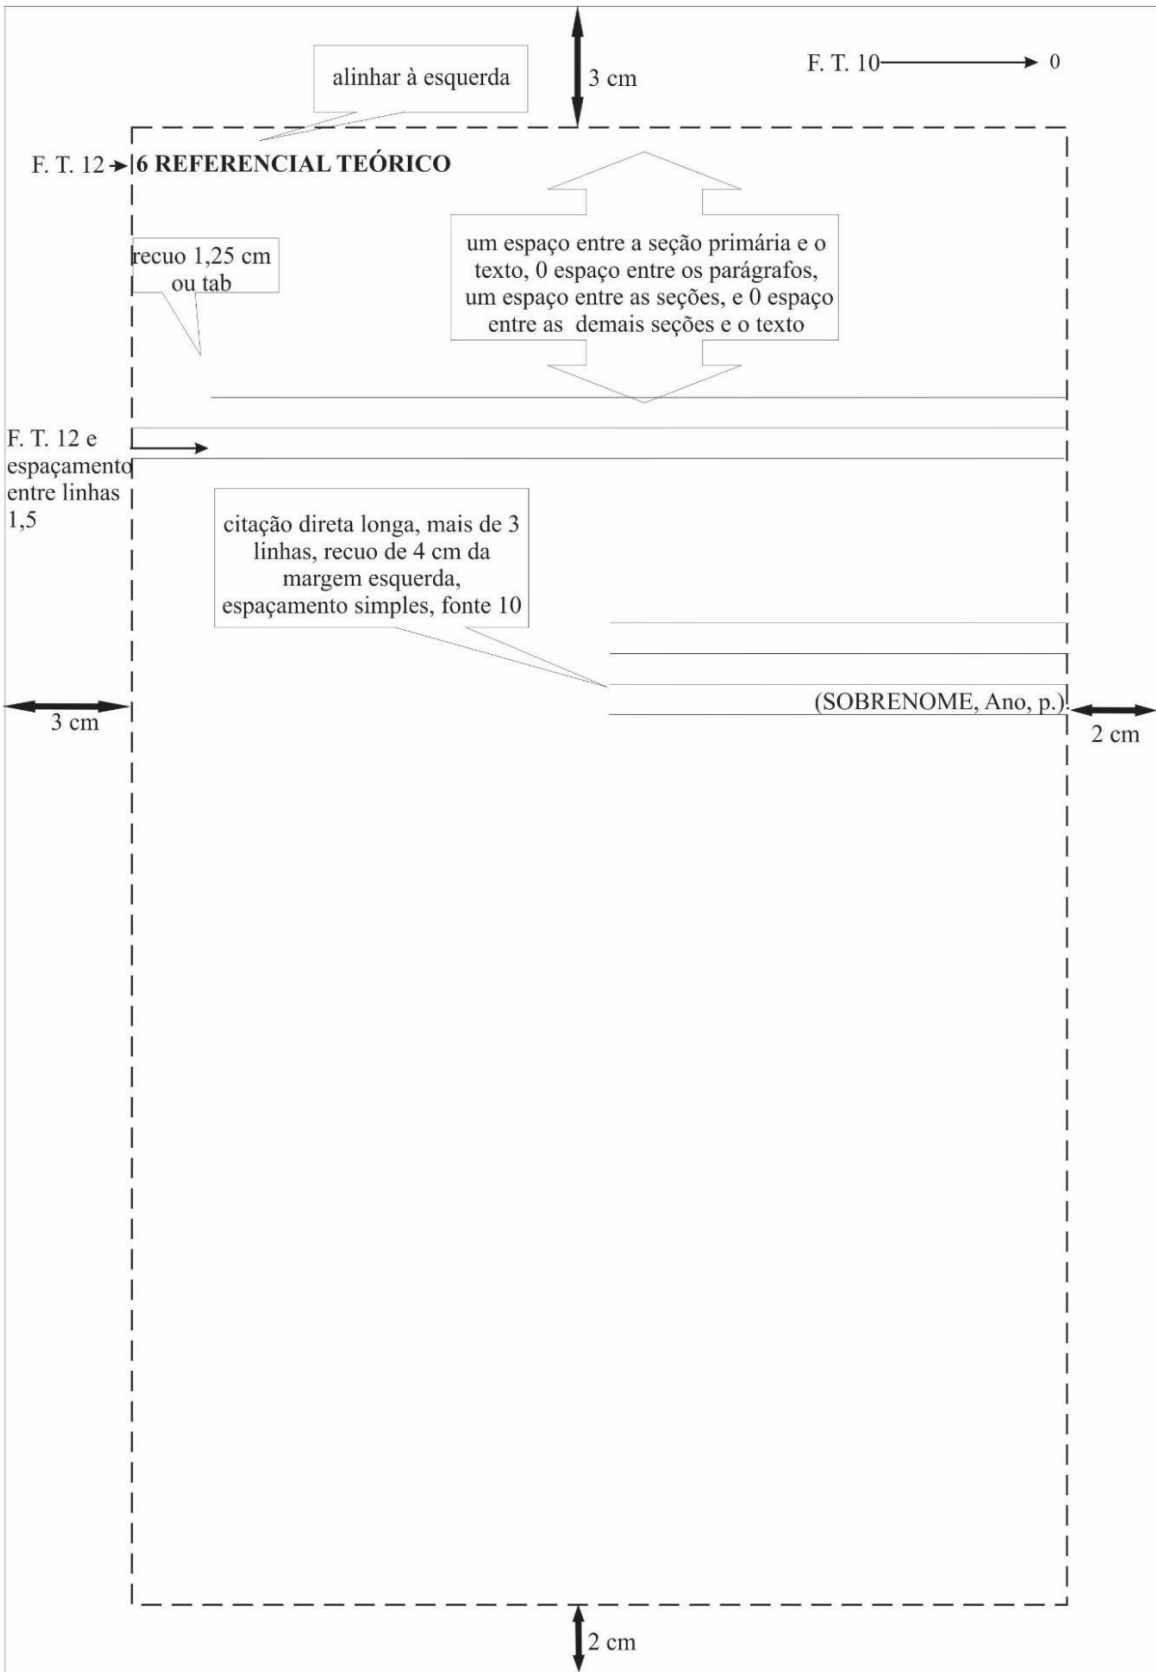 3 cm
F. T. 10
0
alinhar à esquerda
F. T. 12
6 REFERENCIAL TEÓRICO
um espaço entre a seção primária e o
texto, 0 espaço entre os parágrafos,
um espaço entre as seções, e 0 espaço
entre as demais seções e o texto
recuo 1,25 cm
ou tab
F. T. 12 e
espaçamento
entre linhas
1,5
citação direta longa, mais de 3
linhas, recuo de 4 cm da
margem esquerda,
espaçamento simples, fonte 10
(SOBRENOME, Ano, p.).
3 cm
2 cm
2 cm